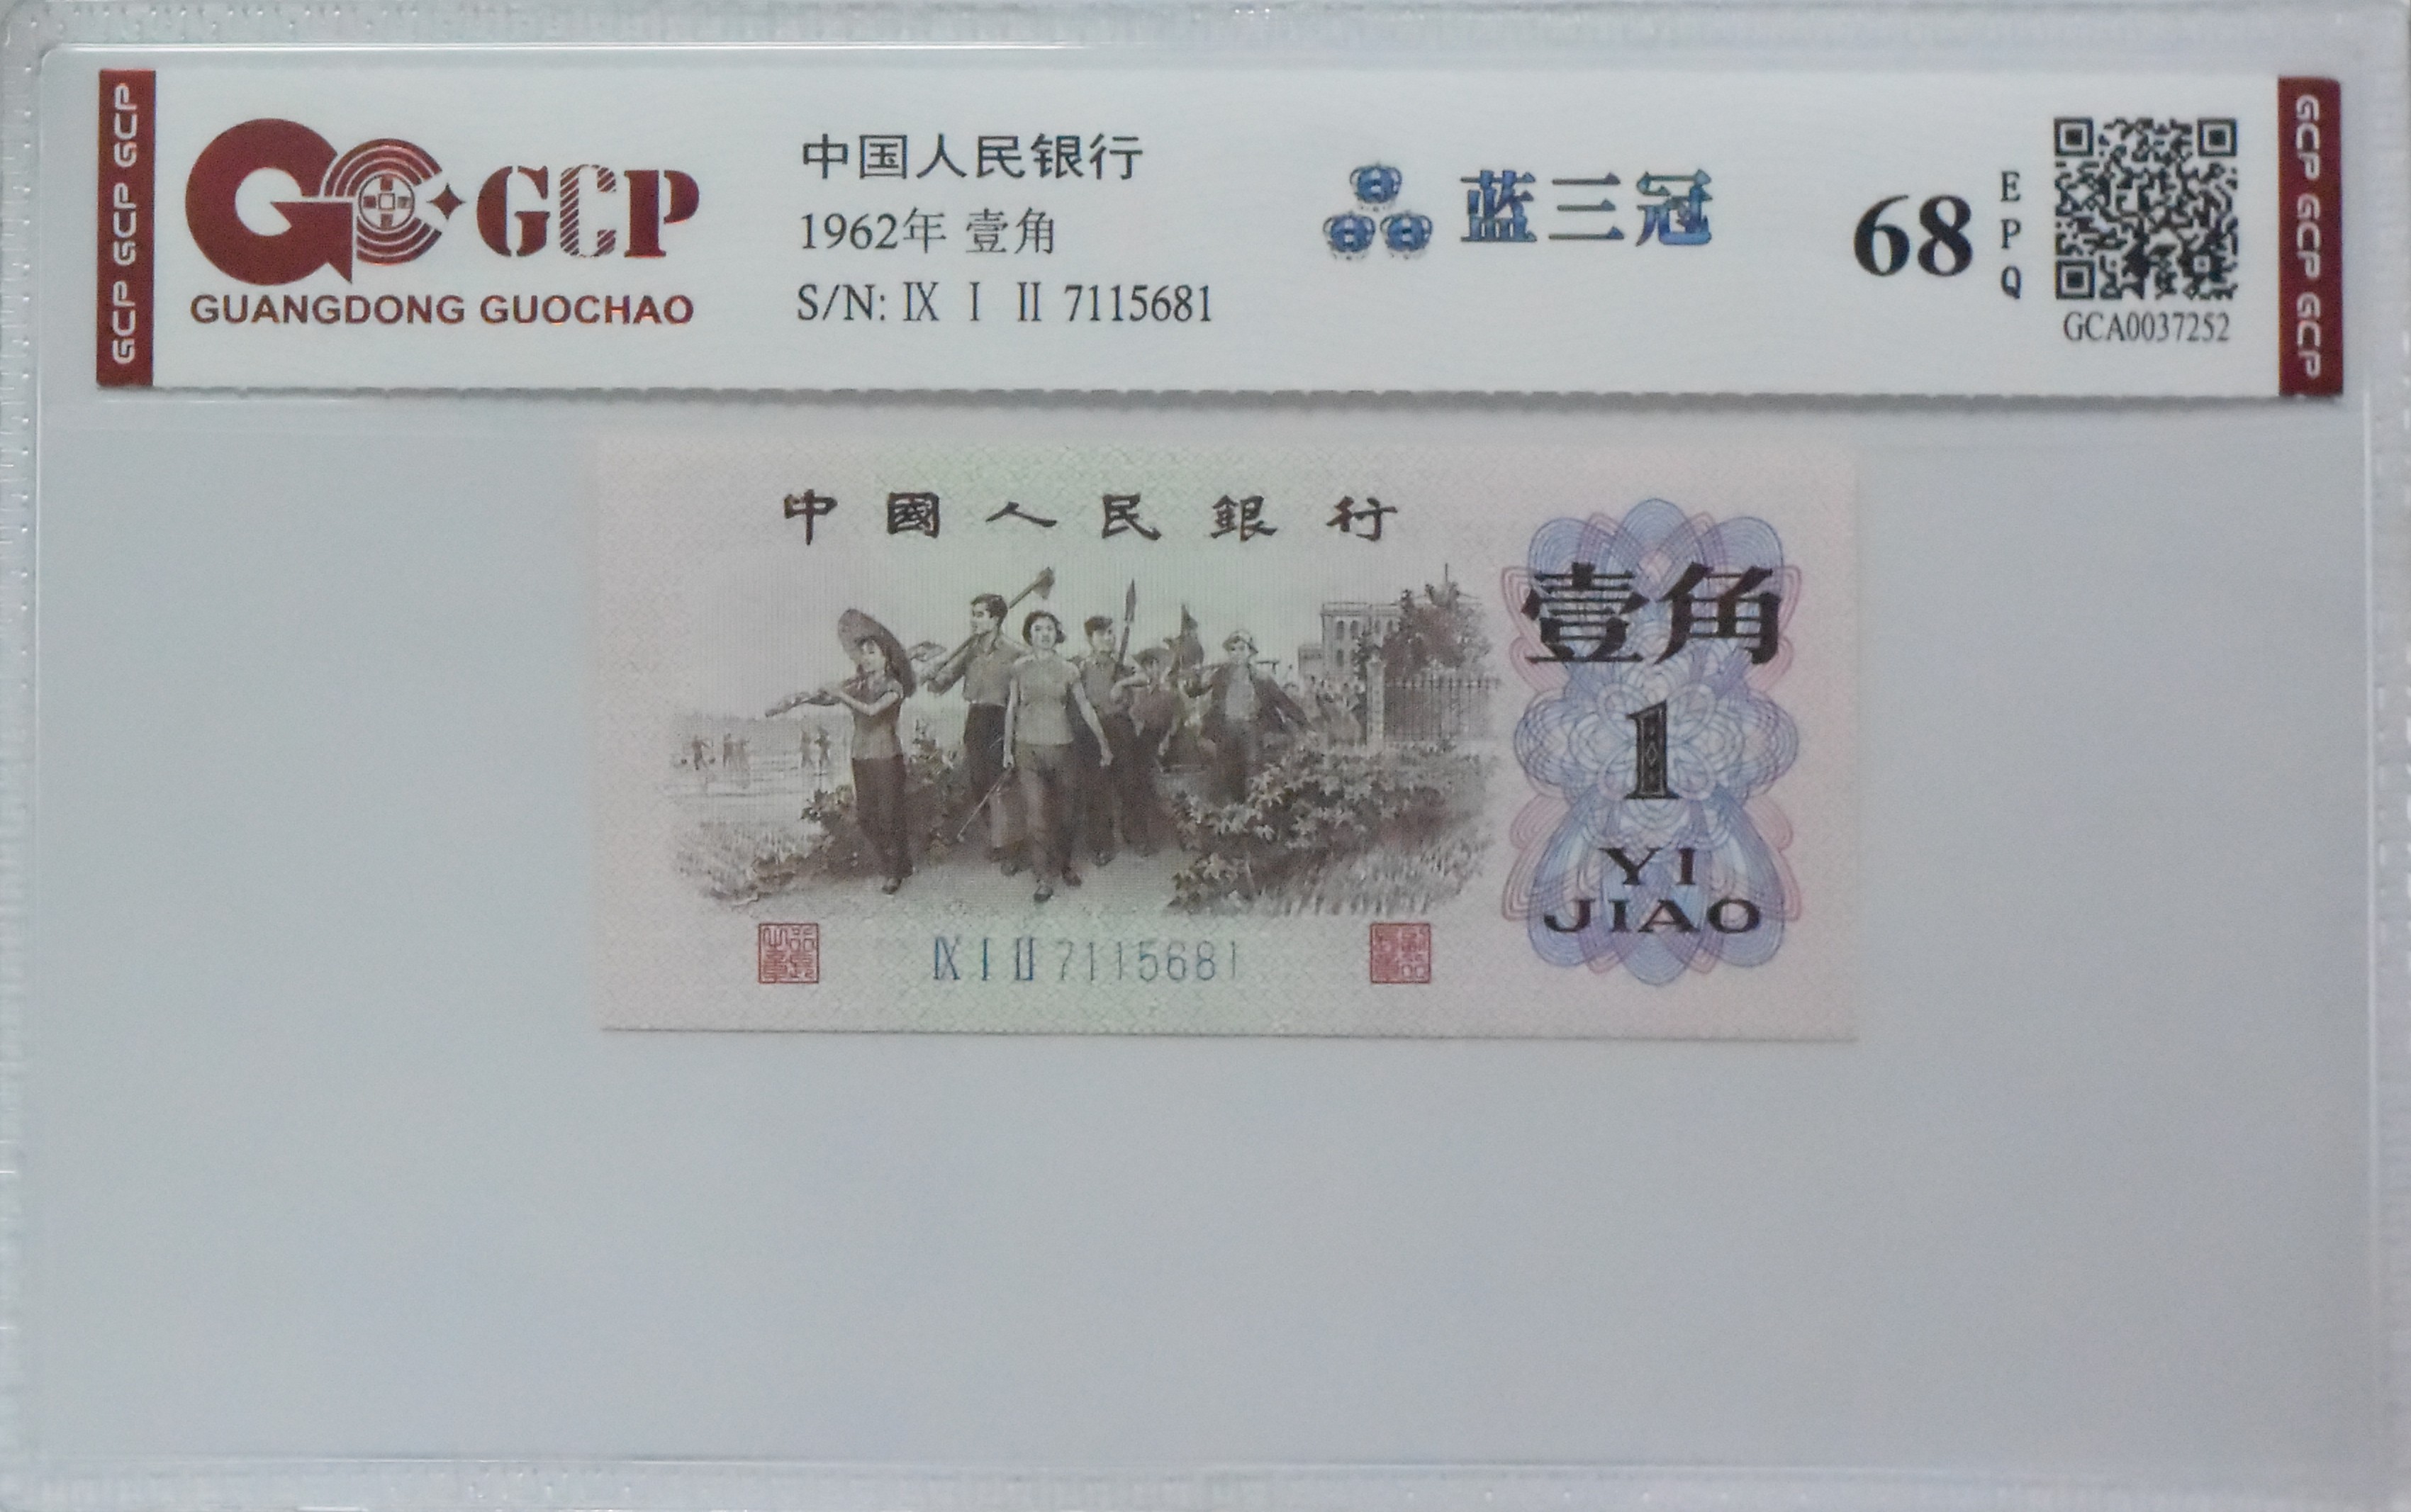 GCP GCP GCP
GCP
GUANGDONG GUOCHAO
中国人民银行
1962年 壹角
S/N: Ⅸ Ⅰ Ⅱ 7115681
蓝三冠
68
EPQ
GCA0037252
GCP GCP GCP
中國人民銀行
壹角
1
YI
JIAO
Ⅸ Ⅰ Ⅱ 7115681